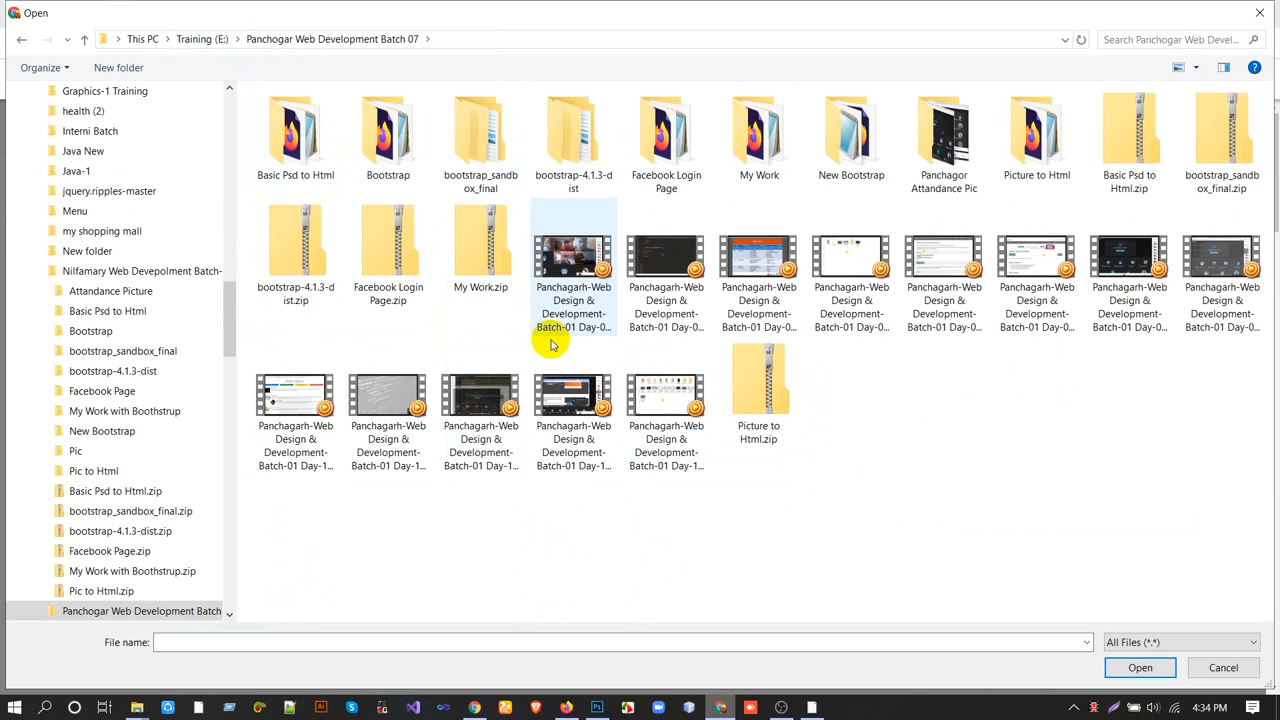 Open
This PC > Training (E:) > Panchogar Web Development Batch 07 >
Search Panchogar Web Devel...
Organize
New folder
Graphics-1 Training
health (2)
Interni Batch
Java New
Java-1
jquery.ripples-master
Menu
my shopping mall
New folder
Nilfamary Web Devepolment Batch-
Attandance Picture
Basic Psd to Html
Bootstrap
bootstrap_sandbox_final
bootstrap-4.1.3-dist
Facebook Page
My Work with Boothstrup
New Bootstrap
Pic
Pic to Html
Basic Psd to Html.zip
bootstrap_sandbox_final.zip
bootstrap-4.1.3-dist.zip
Facebook Page.zip
My Work with Boothstrup.zip
Pic to Html.zip
Panchogar Web Development Batch
Basic Psd to Html
Bootstrap
bootstrap_sandb
ox_final
bootstrap-4.1.3-d
ist
Facebook Login
Page
My Work
New Bootstrap
Panchagor
Attandance Pic
Picture to Html
Basic Psd to
Html.zip
bootstrap_sandb
ox_final.zip
bootstrap-4.1.3-d
ist.zip
Facebook Login
Page.zip
My Work.zip
Panchagarh-Web
Design &
Development-
Batch-01 Day-0...
Panchagarh-Web
Design &
Development-
Batch-01 Day-0...
Panchagarh-Web
Design &
Development-
Batch-01 Day-0...
Panchagarh-Web
Design &
Development-
Batch-01 Day-0...
Panchagarh-Web
Design &
Development-
Batch-01 Day-0...
Panchagarh-Web
Design &
Development-
Batch-01 Day-0...
Panchagarh-Web
Design &
Development-
Batch-01 Day-0...
Panchagarh-Web
Design &
Development-
Batch-01 Day-0...
Panchagarh-Web
Design &
Development-
Batch-01 Day-1...
Panchagarh-Web
Design &
Development-
Batch-01 Day-1...
Panchagarh-Web
Design &
Development-
Batch-01 Day-1...
Panchagarh-Web
Design &
Development-
Batch-01 Day-1...
Panchagarh-Web
Design &
Development-
Batch-01 Day-1...
Picture to
Html.zip
File name:
All Files (*.*)
Open
Cancel
4:34 PM